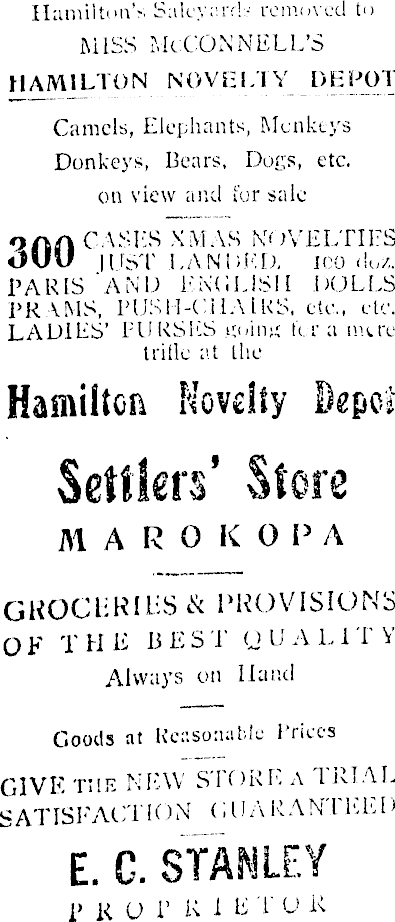 Hamilton's Saleyards removed to
MISS McCONNELL'S
HAMILTON NOVELTY DEPOT
Camels, Elephants, Monkeys
Donkeys, Bears, Dogs, etc.
on view and for sale
300 CASES XMAS NOVELTIES
JUST LANDED. 100 doz.
PARIS AND ENGLISH DOLLS
PRAMS, PUSH-CHAIRS, etc., etc.
LADIES' PURSES going for a mere
trifle at the
Hamilton Novelty Depot
Settlers' Store
MAROKOPA
GROCERIES & PROVISIONS
OF THE BEST QUALITY
Always on Hand
Goods at Reasonable Prices
GIVE THE NEW STORE A TRIAL
SATISFACTION GUARANTEED
E. C. STANLEY
PROPRIETOR